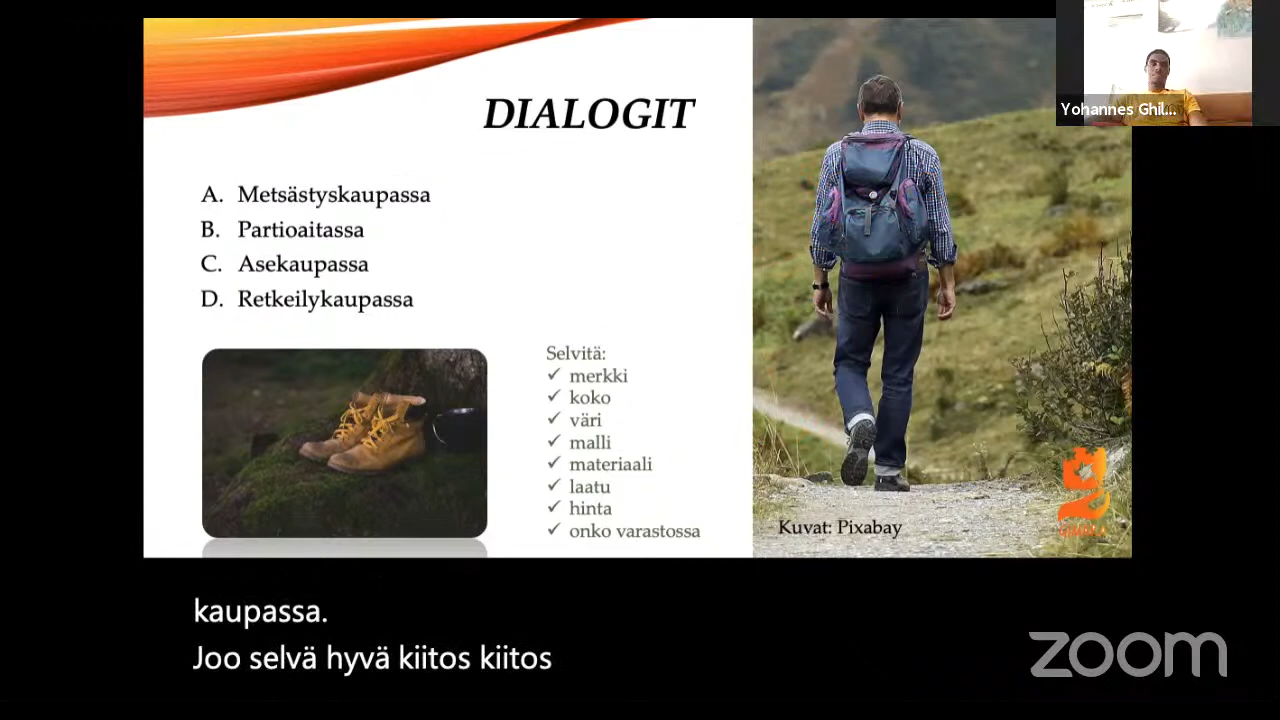 DIALOGIT
A. Metsästyskaupassa
B. Partioaitassa
C. Asekaupassa
D. Retkeilykaupassa
Selvitä:
✓ merkki
✓ koko
✓ väri
✓ malli
✓ materiaali
✓ laatu
✓ hinta
✓ onko varastossa
Kuvat: Pixabay
Yohannes Ghil...
kaupassa.
Joo selvä hyvä kiitos kiitos
zoom